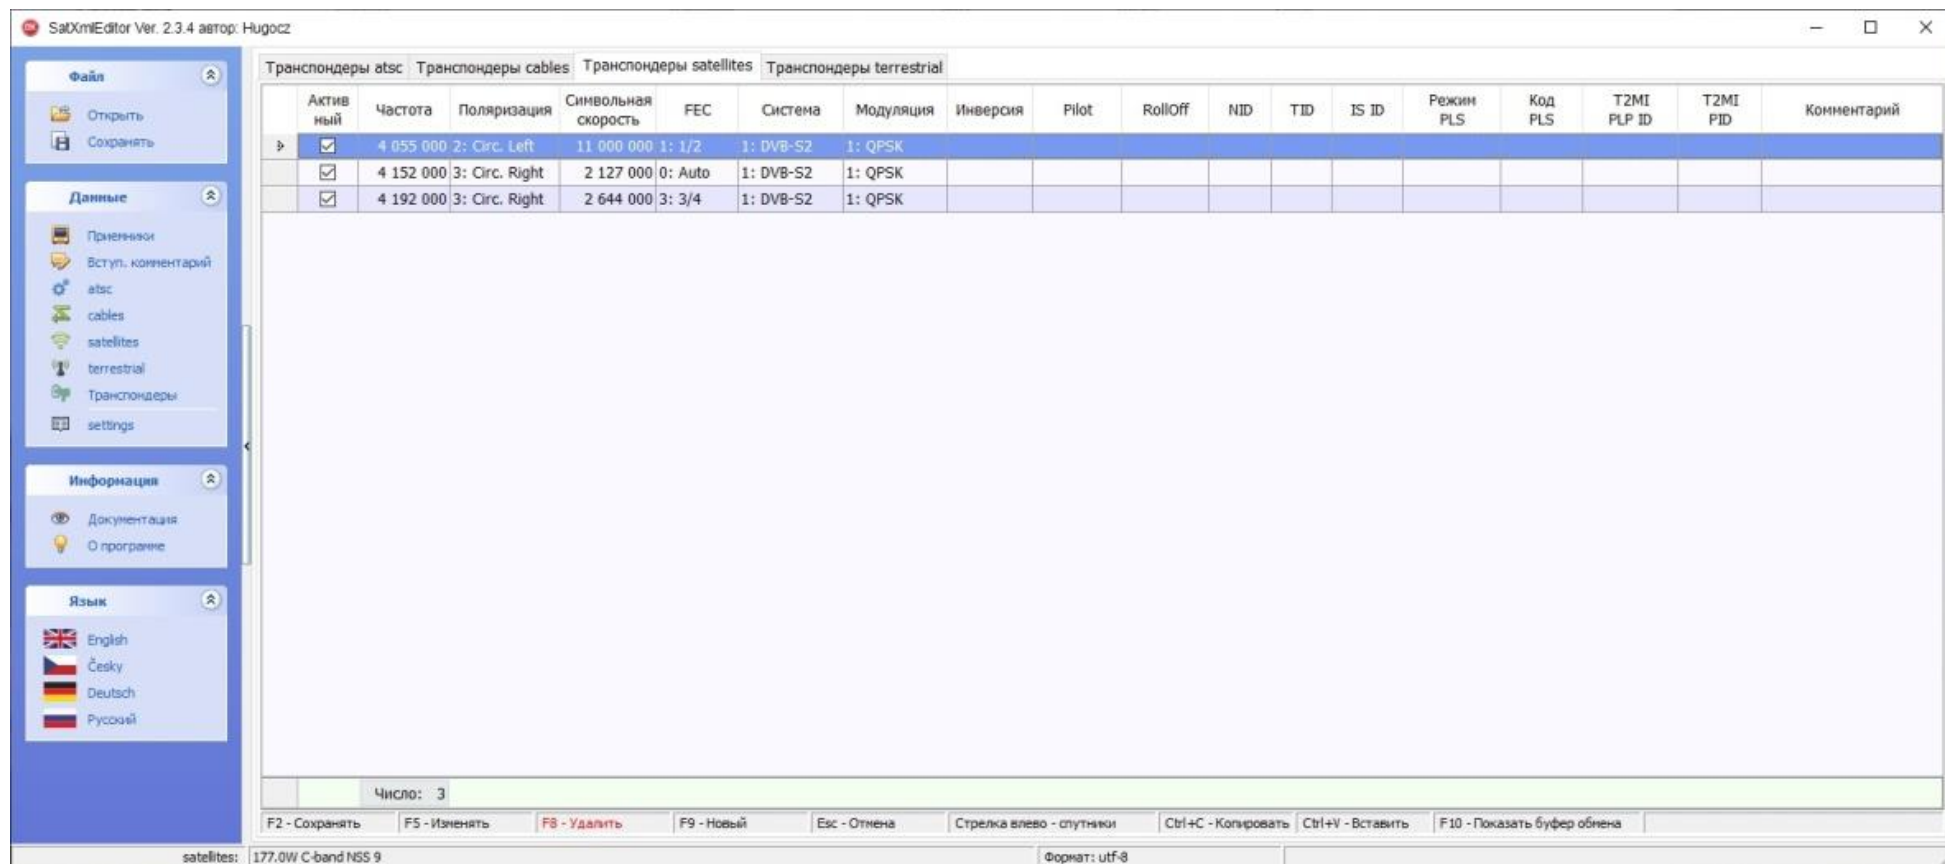 SatXmlEditor Ver. 2.3.4 автор: Hugocz
Файл
Открыть
Сохранять
Данные
Приемники
Вступ. комментарий
atsc
cables
satellites
terrestrial
Транспондеры
settings
Информация
Документация
О программе
Язык
English
Česky
Deutsch
Русский
Транспондеры atsc Транспондеры cables Транспондеры satellites Транспондеры terrestrial
Активный Частота Поляризация Символьная скорость FEC Система Модуляция Инверсия Pilot RollOff NID TID IS ID Режим PLS Код PLS T2MI PLP ID T2MI PID Комментарий
4 055 000 2: Circ. Left 11 000 000 1: 1/2 1: DVB-S2 1: QPSK
4 152 000 3: Circ. Right 2 127 000 0: Auto 1: DVB-S2 1: QPSK
4 192 000 3: Circ. Right 2 644 000 3: 3/4 1: DVB-S2 1: QPSK
Число: 3
F2 - Сохранять F5 - Изменять F8 - Удалить F9 - Новый Esc - Отмена Стрелка влево - спутники Ctrl+C - Копировать Ctrl+V - Вставить F10 - Показать буфер обмена
satellites: 177.0W C-band NSS 9 Формат: utf-8